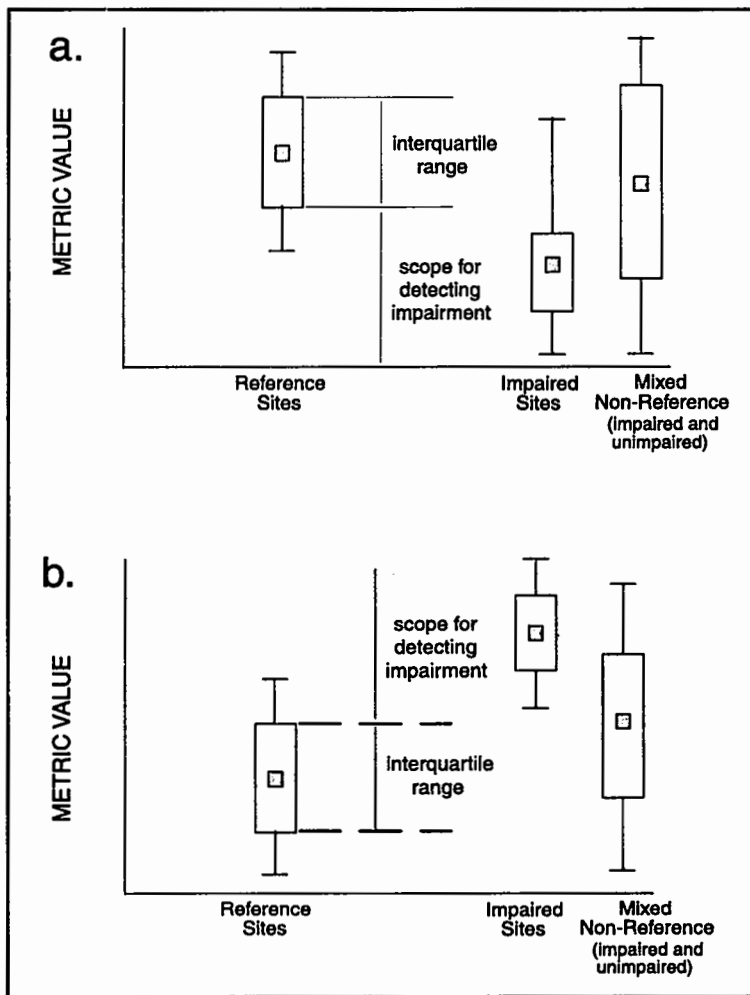 a.
METRIC VALUE
interquartile
range
scope for
detecting
impairment
Reference
Sites
Impaired
Sites
Mixed
Non-Reference
(impaired and
unimpaired)
b.
METRIC VALUE
scope for
detecting
impairment
interquartile
range
Reference
Sites
Impaired
Sites
Mixed
Non-Reference
(impaired and
unimpaired)